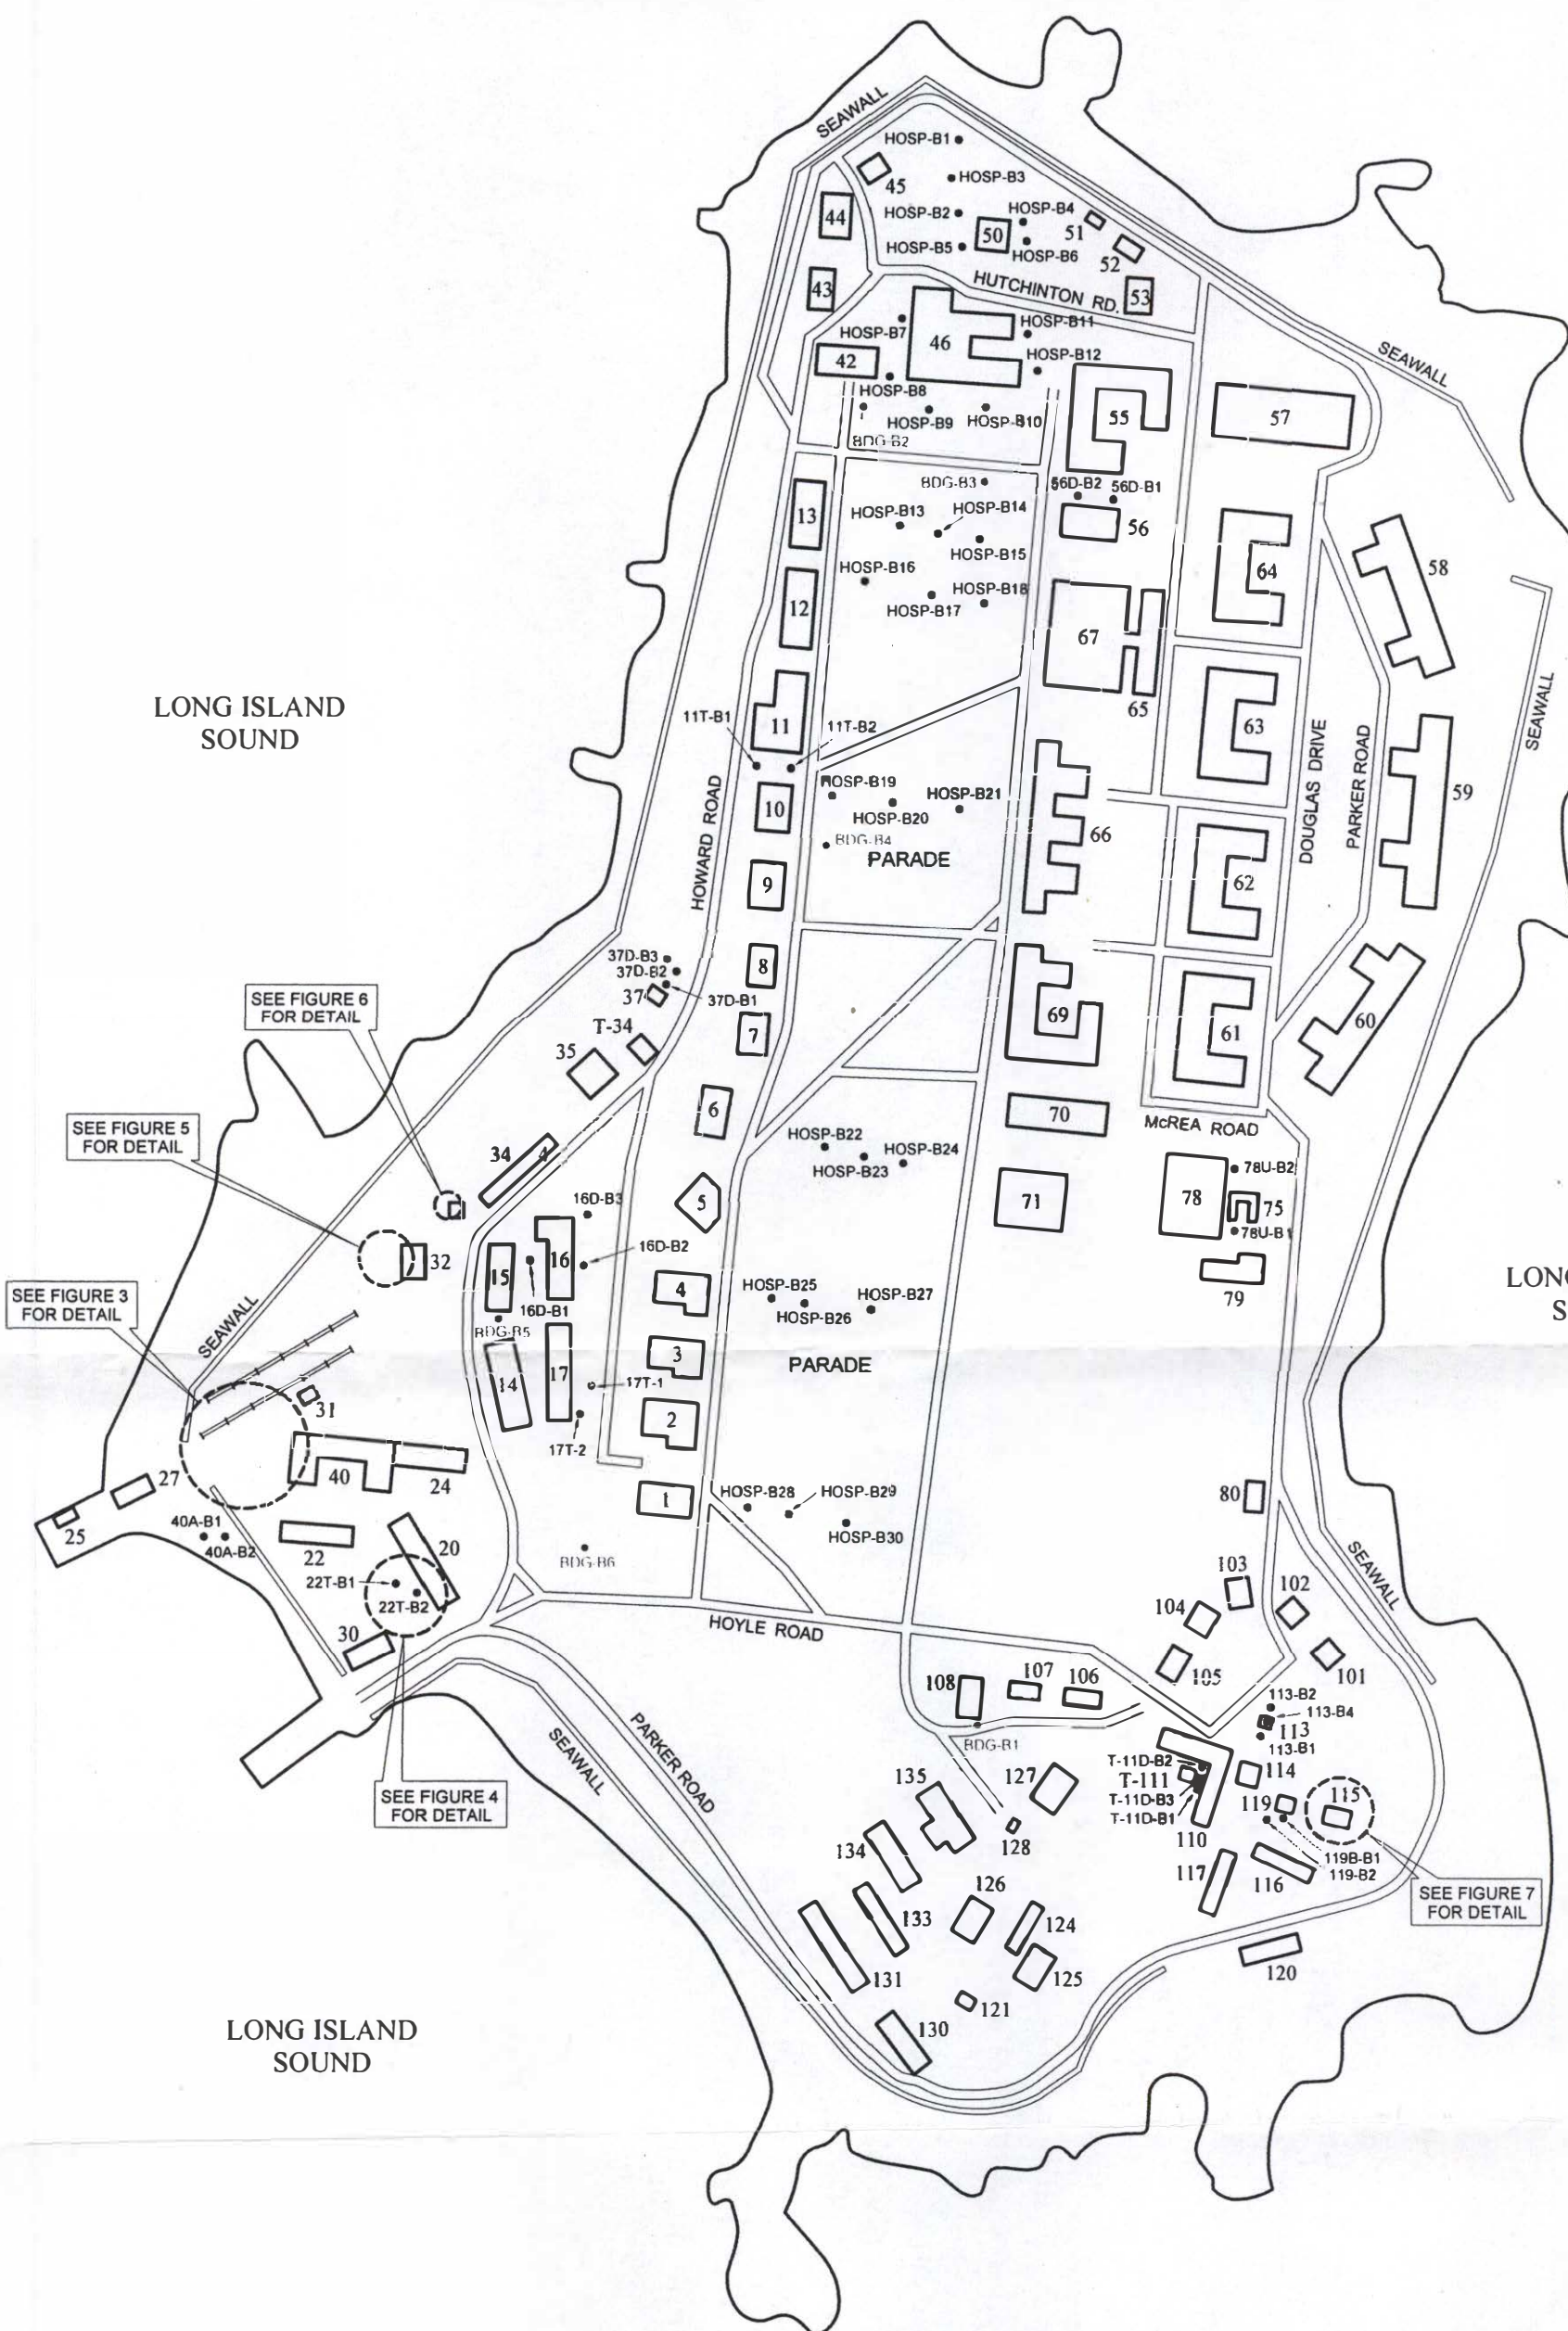 SEAWALL
HOSP-B1
HOSP-B3
45
HOSP-B2
HOSP-B4
44
50
51
HOSP-B5
HOSP-B6
52
HUTCHINTON RD.
43
53
HOSP-B7
HOSP-B11
46
SEAWALL
42
HOSP-B12
HOSP-B8
HOSP-B9
HOSP-B10
55
57
BDG-B2
BDG-B3
56D-B2
56D-B1
13
HOSP-B13
HOSP-B14
56
HOSP-B15
HOSP-B16
64
58
12
HOSP-B18
HOSP-B17
67
LONG ISLAND
SOUND
65
SEAWALL
11T-B1
11
11T-B2
63
DOUGLAS DRIVE
PARKER ROAD
HOWARD ROAD
HOSP-B19
HOSP-B21
59
10
HOSP-B20
66
BDG-B4
PARADE
9
62
37D-B3
8
37D-B2
37
37D-B1
SEE FIGURE 6
FOR DETAIL
T-34
69
60
35
7
61
6
70
McREA ROAD
SEE FIGURE 5
FOR DETAIL
HOSP-B22
HOSP-B24
34
4
HOSP-B23
78U-B2
16D-B3
5
71
78
75
78U-B1
16D-B2
32
16
15
LONG
S
SEE FIGURE 3
FOR DETAIL
4
HOSP-B25
HOSP-B27
79
16D-B1
HOSP-B26
SEAWALL
BDG-B5
3
PARADE
17
14
17T-1
31
2
17T-2
27
40
24
80
1
HOSP-B28
HOSP-B29
25
40A-B1
HOSP-B30
40A-B2
22
20
BDG-B6
SEAWALL
22T-B1
103
102
22T-B2
104
30
HOYLE ROAD
105
101
108
107
106
113-B2
113-B4
113
PARKER ROAD
BDG-B1
113-B1
SEAWALL
T-11D-B2
T-111
114
127
135
T-11D-B3
119
115
SEE FIGURE 4
FOR DETAIL
T-11D-B1
110
128
134
119B-B1
119-B2
117
116
126
SEE FIGURE 7
FOR DETAIL
133
124
131
125
120
121
130
LONG ISLAND
SOUND